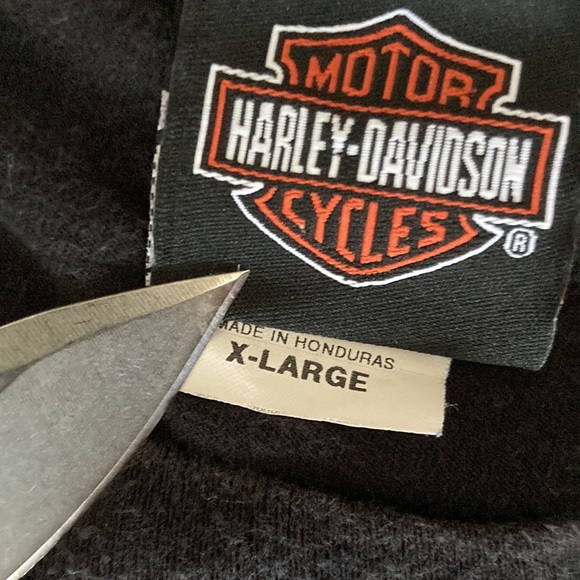 MOTOR
HARLEY-DAVIDSON
CYCLES
®
MADE IN HONDURAS
X-LARGE